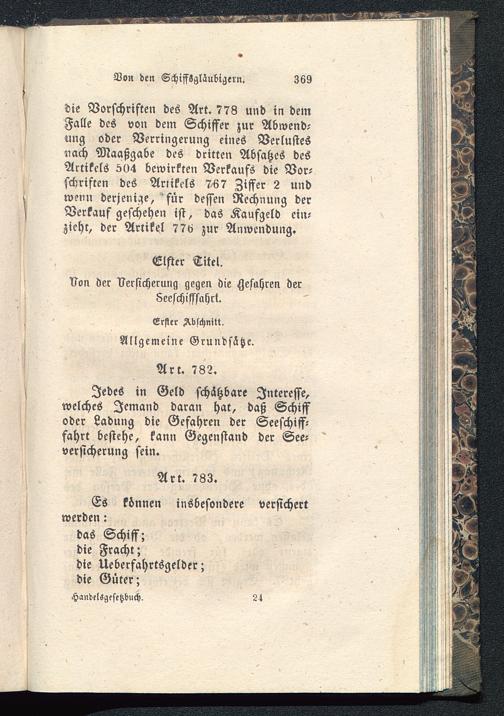 Von den Schiffsgläubigern. 369
die Vorschriften des Art. 778 und in dem
Falle des von dem Schiffer zur Abwend-
ung oder Verringerung eines Verlustes
nach Maaßgabe des dritten Absatzes des
Artikels 504 bewirkten Verkaufs die Vor-
schriften des Artikels 767 Ziffer 2 und
wenn derjenige, für dessen Rechnung der
Verkauf geschehen ist, das Kaufgeld ein-
zieht, der Artikel 776 zur Anwendung.
Elfter Titel.
Von der Versicherung gegen die Gefahren der
Seeschifffahrt.
Erster Abschnitt.
Allgemeine Grundsätze.
Art. 782.
Jedes in Geld schätzbare Interesse,
welches Jemand daran hat, daß Schiff
oder Ladung die Gefahren der Seeschiff-
fahrt bestehe, kann Gegenstand der See-
versicherung sein.
Art. 783.
Es können insbesondere versichert
werden:
das Schiff;
die Fracht;
die Ueberfahrtsgelder;
die Güter;
Handelsgesetzbuch. 24